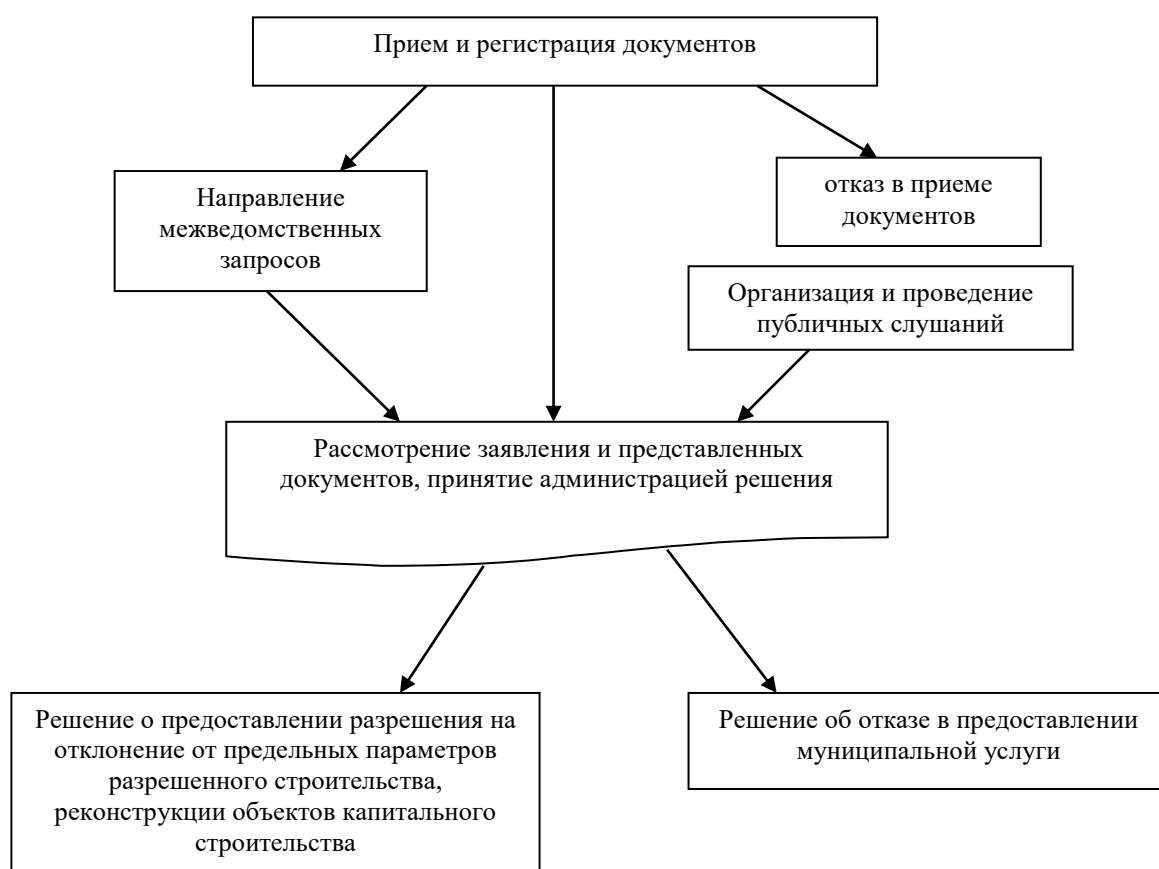 Прием и регистрация документов
Направление
межведомственных
запросов
отказ в приеме
документов
Организация и проведение
публичных слушаний
Рассмотрение заявления и представленных
документов, принятие администрацией решения
Решение о предоставлении разрешения на
отклонение от предельных параметров
разрешенного строительства,
реконструкции объектов капитального
строительства
Решение об отказе в предоставлении
муниципальной услуги